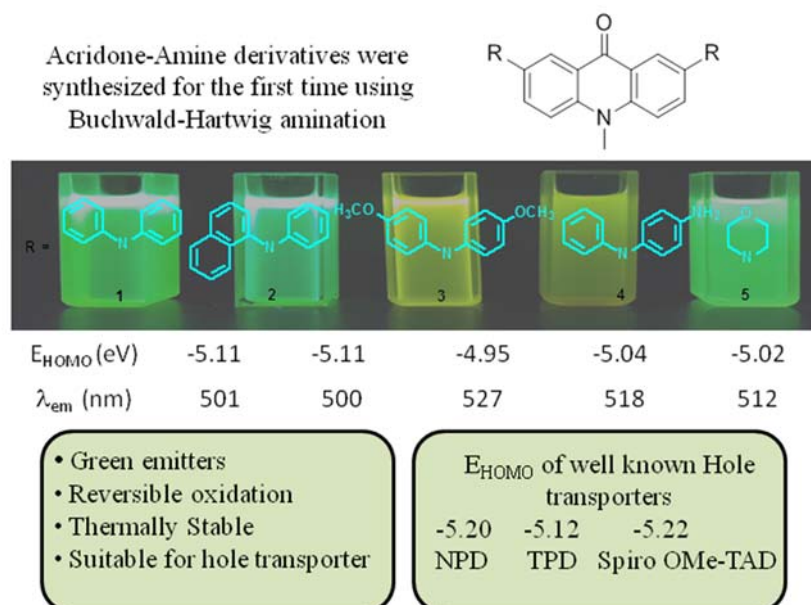 Acridone-Amine derivatives were
synthesized for the first time using
Buchwald-Hartwig amination
O
R R
N
R =
N
N
H₃CO OCH₃
N
NH₂
N
O
N
1 2 3 4 5
E_HOMO (eV) -5.11 -5.11 -4.95 -5.04 -5.02
λ_em (nm) 501 500 527 518 512
• Green emitters
• Reversible oxidation
• Thermally Stable
• Suitable for hole transporter
E_HOMO of well known Hole
transporters
-5.20 -5.12 -5.22
NPD TPD Spiro OMe-TAD